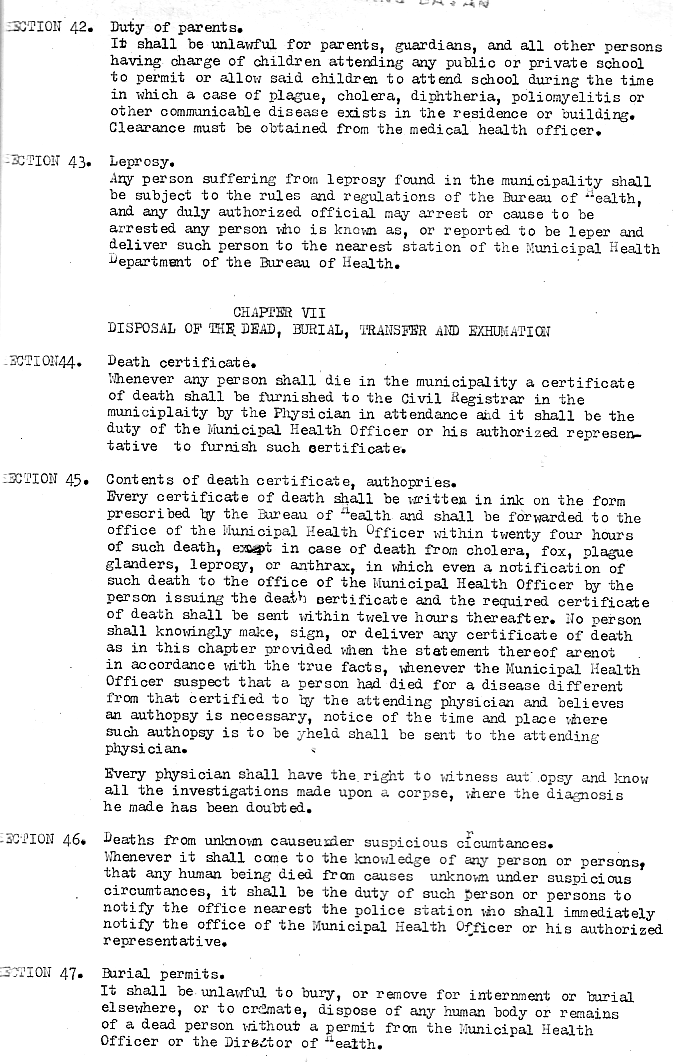 SECTION 42. Duty of parents.
It shall be unlawful for parents, guardians, and all other persons
having charge of children attending any public or private school
to permit or allow said children to attend school during the time
in which a case of plague, cholera, diphtheria, poliomyelitis or
other communicable disease exists in the residence or building.
Clearance must be obtained from the medical health officer.
SECTION 43. Leprosy.
Any person suffering from leprosy found in the municipality shall
be subject to the rules and regulations of the Bureau of Health,
and any duly authorized official may arrest or cause to be
arrested any person who is known as, or reported to be leper and
deliver such person to the nearest station of the Municipal Health
Department of the Bureau of Health.
CHAPTER VII
DISPOSAL OF THE DEAD, BURIAL, TRANSFER AND EXHUMATION
SECTION44. Death certificate.
Whenever any person shall die in the municipality a certificate
of death shall be furnished to the Civil Registrar in the
municiplaity by the Physician in attendance and it shall be the
duty of the Municipal Health Officer or his authorized represen-
tative to furnish such certificate.
SECTION 45. Contents of death certificate, authopries.
Every certificate of death shall be written in ink on the form
prescribed by the Bureau of Health and shall be forwarded to the
office of the Municipal Health Officer within twenty four hours
of such death, except in case of death from cholera, fox, plague
glanders, leprosy, or anthrax, in which even a notification of
such death to the office of the Municipal Health Officer by the
person issuing the death certificate and the required certificate
of death shall be sent within twelve hours thereafter. No person
shall knowingly make, sign, or deliver any certificate of death
as in this chapter provided when the statement thereof arenot
in accordance with the true facts, whenever the Municipal Health
Officer suspect that a person had died for a disease different
from that certified to by the attending physician and believes
an authopsy is necessary, notice of the time and place where
such authopsy is to be yheld shall be sent to the attending
physician.
Every physician shall have the right to witness aut opsy and know
all the investigations made upon a corpse, where the diagnosis
he made has been doubted.
SECTION 46. Deaths from unknown causeunder suspicious circumtances.
Whenever it shall come to the knowledge of any person or persons,
that any human being died from causes unknown under suspicious
circumtances, it shall be the duty of such person or persons to
notify the office nearest the police station who shall immediately
notify the office of the Municipal Health Officer or his authorized
representative.
SECTION 47. Burial permits.
It shall be unlawful to bury, or remove for internment or burial
elsewhere, or to cremate, dispose of any human body or remains
of a dead person without a permit from the Municipal Health
Officer or the Director of Health.